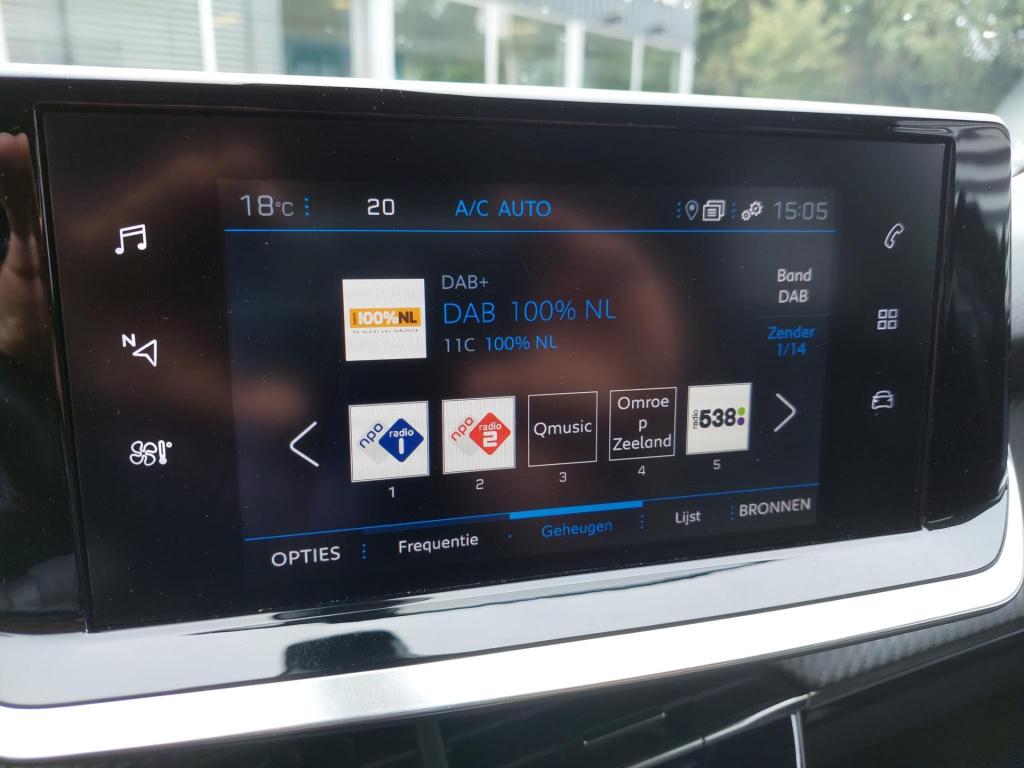 18°C
20
A/C AUTO
15:05
100%NL
DAB+
DAB 100% NL
11C 100% NL
Band
DAB
Zender
1/14
N
npo radio 1
npo radio 2
Qmusic
Omroe
p
Zeeland
radio 538
1
2
3
4
5
OPTIES
Frequentie
Geheugen
Lijst
BRONNEN